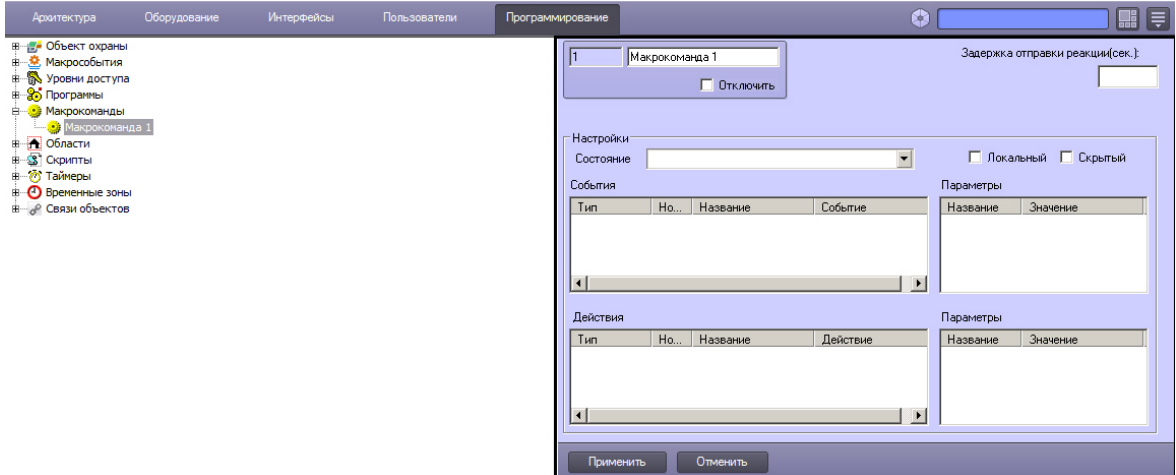 Архитектура Оборудование Интерфейсы Пользователи Программирование
Объект охраны
Макрособытия
Уровни доступа
Программы
Макрокоманды
Макрокоманда 1
Области
Скрипты
Таймеры
Временные зоны
Связи объектов
1 Макрокоманда 1
Отключить
Задержка отправки реакции(сек.):
Настройки
Состояние
Локальный Скрытый
События
Тип Но... Название Событие
Параметры
Название Значение
Действия
Тип Но... Название Действие
Параметры
Название Значение
Применить Отменить